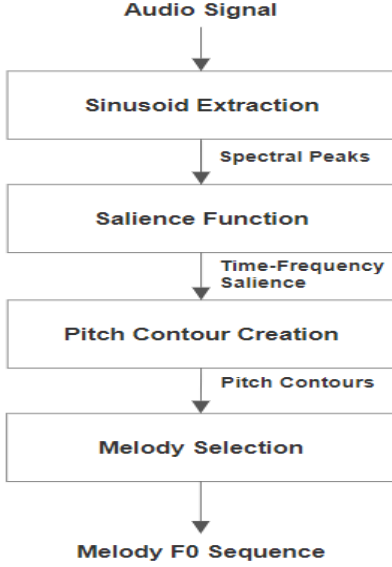 Audio Signal
Sinusoid Extraction
Spectral Peaks
Salience Function
Time-Frequency
Salience
Pitch Contour Creation
Pitch Contours
Melody Selection
Melody F0 Sequence